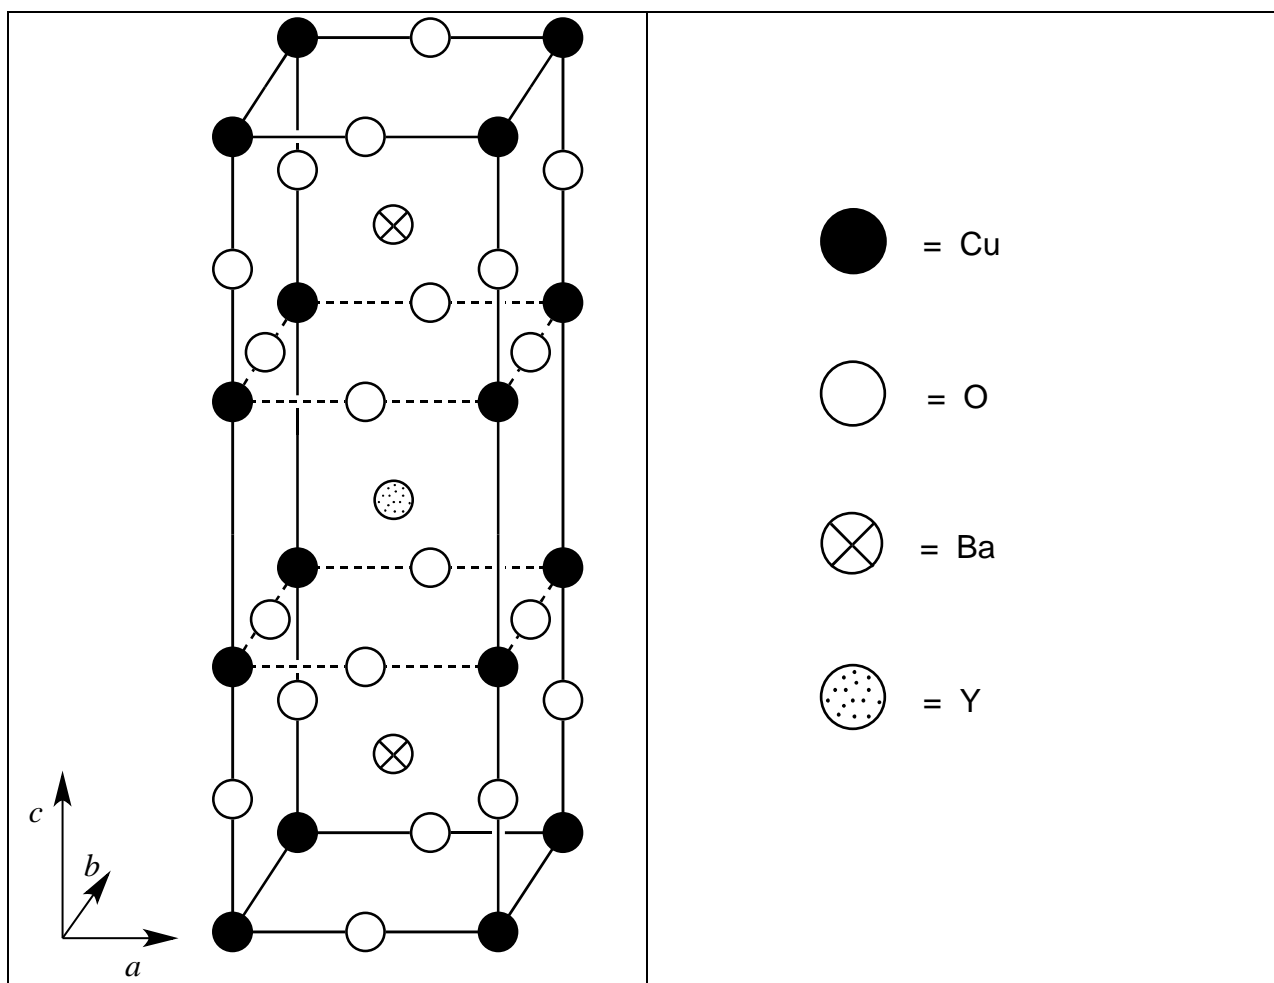 = Cu
= O
= Ba
= Y
c
b
a